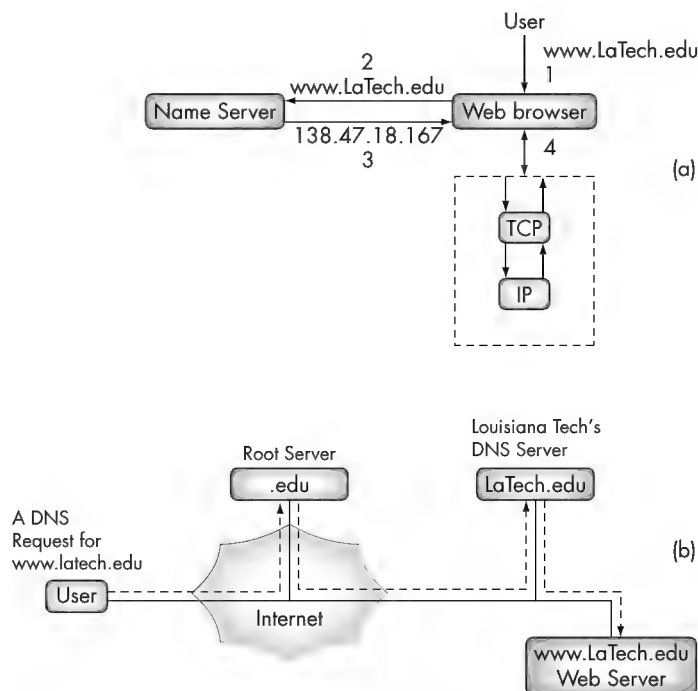 User
www.LaTech.edu
1
2
www.LaTech.edu
Name Server
Web browser
138.47.18.167
3
4
(a)
TCP
IP
Louisiana Tech's
DNS Server
Root Server
.edu
LaTech.edu
A DNS
Request for
www.latech.edu
(b)
User
Internet
www.LaTech.edu
Web Server